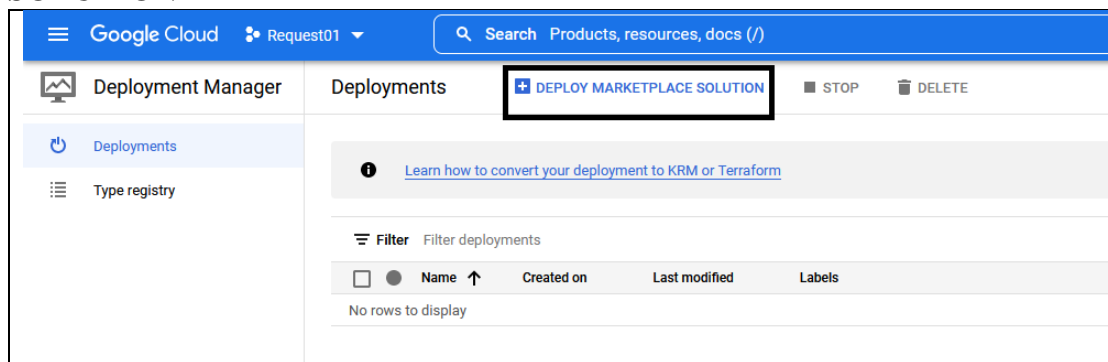 Google Cloud Request01 Search Products, resources, docs (/)
Deployment Manager Deployments DEPLOY MARKETPLACE SOLUTION STOP DELETE
Deployments
Learn how to convert your deployment to KRM or Terraform
Type registry
Filter Filter deployments
Name Created on Last modified Labels
No rows to display